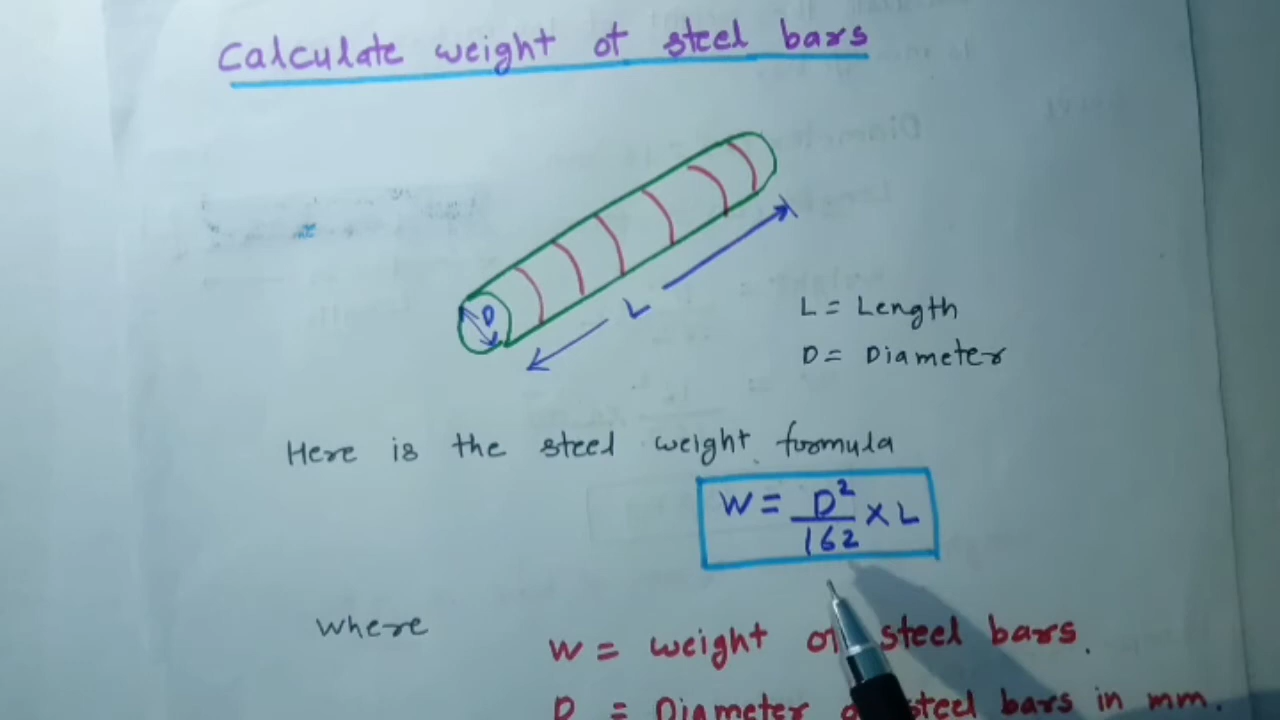 Calculate weight of steel bars
D
L
L = Length
D = Diameter
Here is the steel weight formula
W = D²/162 × L
where
W = weight of steel bars.
D = Diameter of steel bars in mm.